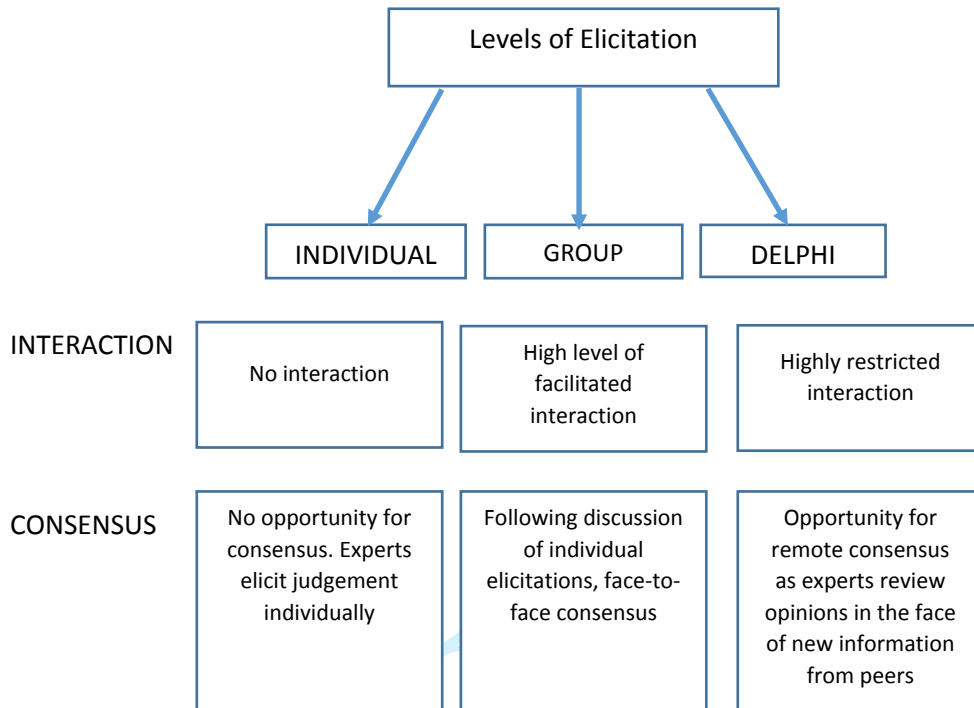 Levels of Elicitation
INDIVIDUAL
GROUP
DELPHI
INTERACTION
No interaction
High level of
facilitated
interaction
Highly restricted
interaction
CONSENSUS
No opportunity for
consensus. Experts
elicit judgement
individually
Following discussion
of individual
elicitations, face-to-
face consensus
Opportunity for
remote consensus
as experts review
opinions in the face
of new information
from peers